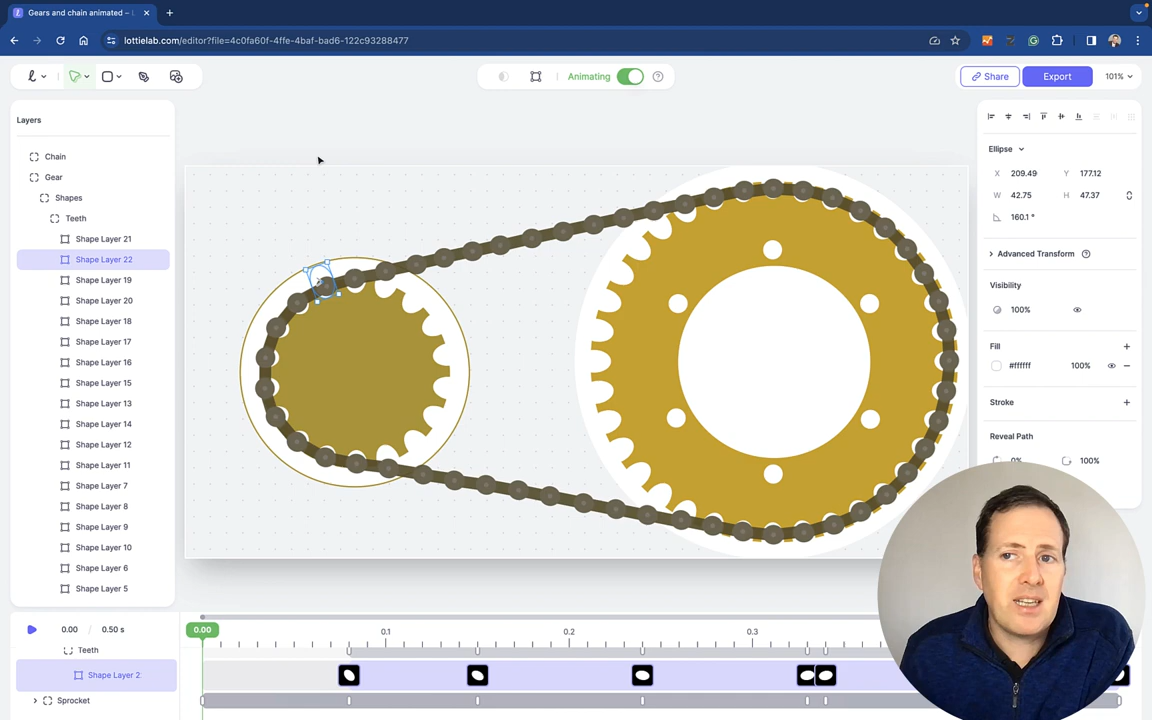 Gears and chain animated – L
lottielab.com/editor?file=4c0fa60f-4ffe-4baf-bad6-122c93288477
Animating
Share
Export
101%
Layers
Chain
Gear
Shapes
Teeth
Shape Layer 21
Shape Layer 22
Shape Layer 19
Shape Layer 20
Shape Layer 18
Shape Layer 17
Shape Layer 16
Shape Layer 15
Shape Layer 13
Shape Layer 14
Shape Layer 12
Shape Layer 11
Shape Layer 7
Shape Layer 8
Shape Layer 9
Shape Layer 10
Shape Layer 6
Shape Layer 5
Ellipse
X 209.49 Y 177.12
W 42.75 H 47.37
160.1 °
Advanced Transform
Visibility
100%
Fill
#ffffff 100%
Stroke
Reveal Path
0% 100%
0.00 / 0.50 s
0.00 0.1 0.2 0.3
Teeth
Shape Layer 2
Sprocket